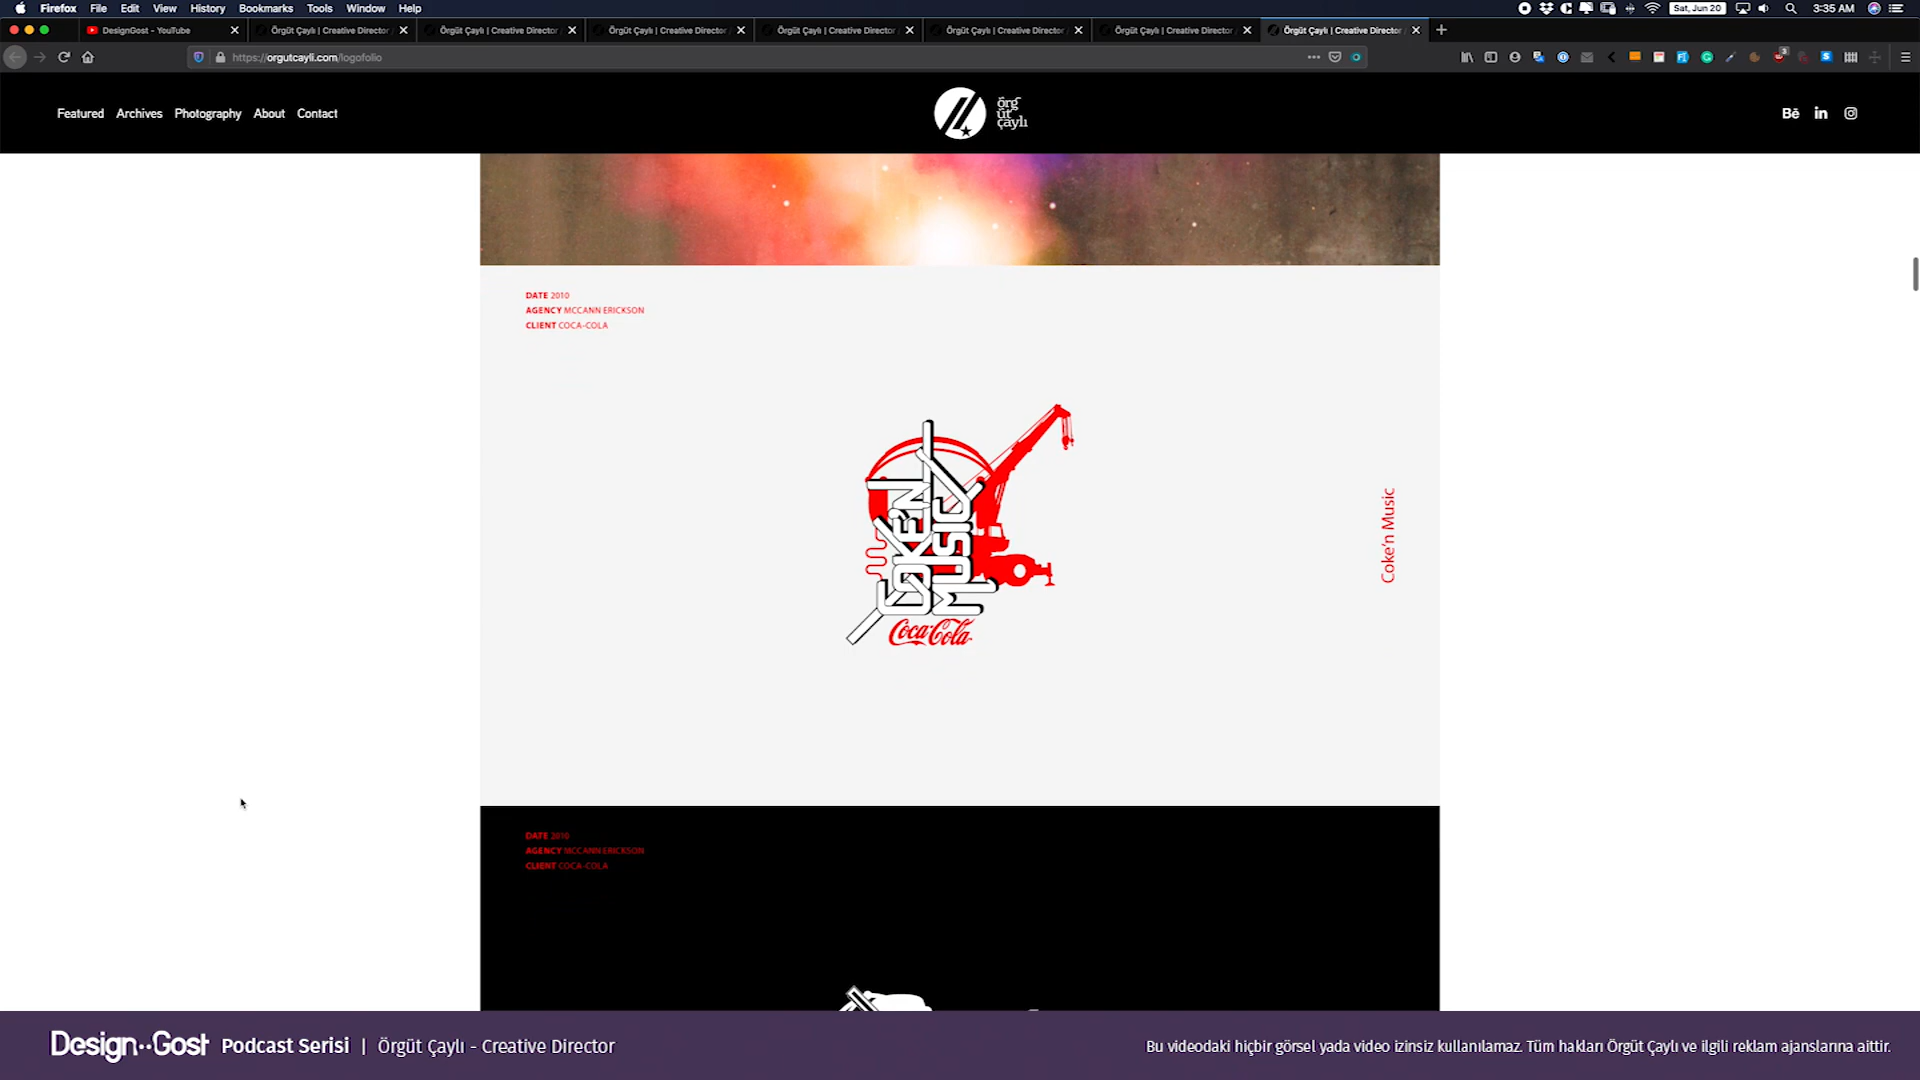 Firefox File Edit View History Bookmarks Tools Window Help Sat, Jun 20 3:35 AM
DesignGost - YouTube Örgüt Çaylı | Creative Director Örgüt Çaylı | Creative Director Örgüt Çaylı | Creative Director Örgüt Çaylı | Creative Director Örgüt Çaylı | Creative Director Örgüt Çaylı | Creative Director Örgüt Çaylı | Creative Director
https://orgutcayli.com/logofolio
Featured Archives Photography About Contact
örg
üt
çaylı
Bē in
DATE 2010
AGENCY MCCANN ERICKSON
CLIENT COCA-COLA
COKE'N
MUSIC
Coca-Cola
Coke'n Music
DATE 2010
AGENCY MCCANN ERICKSON
CLIENT COCA-COLA
Design··Gost Podcast Serisi | Örgüt Çaylı - Creative Director
Bu videodaki hiçbir görsel yada video izinsiz kullanılamaz. Tüm hakları Örgüt Çaylı ve ilgili reklam ajanslarına aittir.